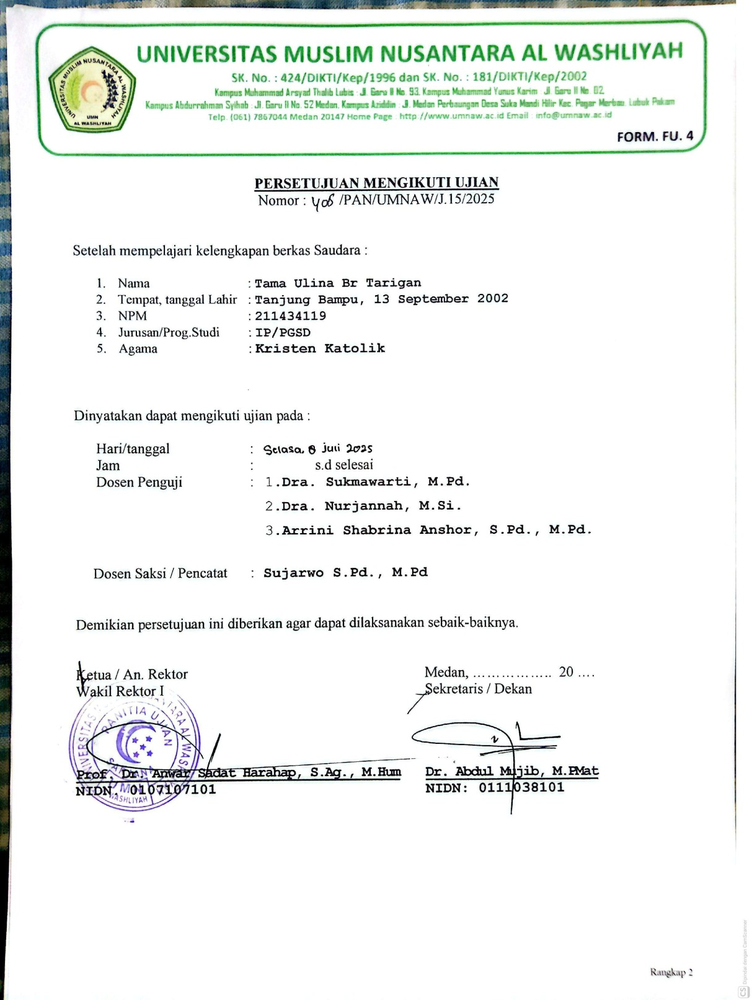 UNIVERSITAS MUSLIM NUSANTARA AL WASHLIYAH
SK. No. : 424/DIKTI/Kep/1996 dan SK. No. : 181/DIKTI/Kep/2002
Kampus Muhammad Arsyad Thalib Lubis : Jl. Garu II No. 93, Kampus Muhammad Yunus Karim Jl. Garu II No. 02,
Kampus Abdurrahman Syihab : Jl. Garu II No. 52 Medan, Kampus Aziddin : Jl. Medan Perbaungan Desa Suka Mandi Hilir Kec. Pagar Merbau, Lubuk Pakam
Telp. (061) 7867044 Medan 20147 Home Page : http://www.umnaw.ac.id Email : info@umnaw.ac.id
UNIVERSITAS MUSLIM NUSANTARA AL WASHLIYAH
UMN
AL WASHLIYAH
FORM. FU. 4
PERSETUJUAN MENGIKUTI UJIAN
Nomor : 408 /PAN/UMNAW/J.15/2025
Setelah mempelajari kelengkapan berkas Saudara :
1. Nama : Tama Ulina Br Tarigan
2. Tempat, tanggal Lahir : Tanjung Bampu, 13 September 2002
3. NPM : 211434119
4. Jurusan/Prog.Studi : IP/PGSD
5. Agama : Kristen Katolik
Dinyatakan dapat mengikuti ujian pada :
Hari/tanggal : Selasa, 8 Juli 2025
Jam : s.d selesai
Dosen Penguji : 1.Dra. Sukmawarti, M.Pd.
2.Dra. Nurjannah, M.Si.
3.Arrini Shabrina Anshor, S.Pd., M.Pd.
Dosen Saksi / Pencatat : Sujarwo S.Pd., M.Pd
Demikian persetujuan ini diberikan agar dapat dilaksanakan sebaik-baiknya.
Ketua / An. Rektor
Wakil Rektor I
Medan, ................. 20 ....
Sekretaris / Dekan
PANITIA UJIAN
SARJANA
UMN
WASHLIYAH
Prof. Dr. Anwar Sadat Harahap, S.Ag., M.Hum
NIDN. 0107107101
Dr. Abdul Mujib, M.PMat
NIDN: 0111038101
Rangkap 2
CS Dipindai dengan CamScanner